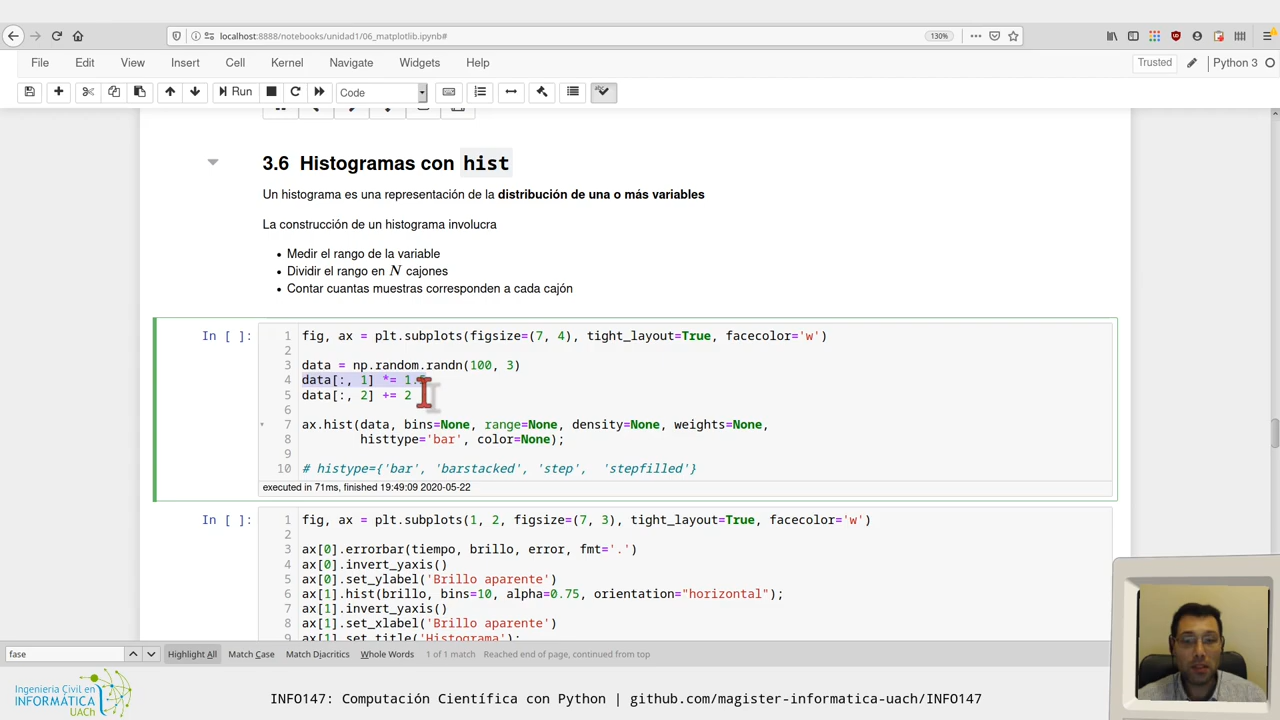 localhost:8888/notebooks/unidad1/06_matplotlib.ipynb#
130%
File Edit View Insert Cell Kernel Navigate Widgets Help
Trusted Python 3
Run Code
3.6 Histogramas con hist
Un histograma es una representación de la distribución de una o más variables
La construcción de un histograma involucra
• Medir el rango de la variable
• Dividir el rango en N cajones
• Contar cuantas muestras corresponden a cada cajón
In [ ]:
1 fig, ax = plt.subplots(figsize=(7, 4), tight_layout=True, facecolor='w')
2
3 data = np.random.randn(100, 3)
4 data[:, 1] *= 1.
5 data[:, 2] += 2
6
7 ax.hist(data, bins=None, range=None, density=None, weights=None,
8 histtype='bar', color=None);
9
10 # histype={'bar', 'barstacked', 'step', 'stepfilled'}
executed in 71ms, finished 19:49:09 2020-05-22
In [ ]:
1 fig, ax = plt.subplots(1, 2, figsize=(7, 3), tight_layout=True, facecolor='w')
2
3 ax[0].errorbar(tiempo, brillo, error, fmt='.')
4 ax[0].invert_yaxis()
5 ax[0].set_ylabel('Brillo aparente')
6 ax[1].hist(brillo, bins=10, alpha=0.75, orientation="horizontal");
7 ax[1].invert_yaxis()
8 ax[1].set_xlabel('Brillo aparente')
9 ax[1].set_title('Histograma');
fase Highlight All Match Case Match Diacritics Whole Words 1 of 1 match Reached end of page, continued from top
Ingeniería Civil en
INFORMÁTICA
UACh
INFO147: Computación Científica con Python | github.com/magister-informatica-uach/INFO147